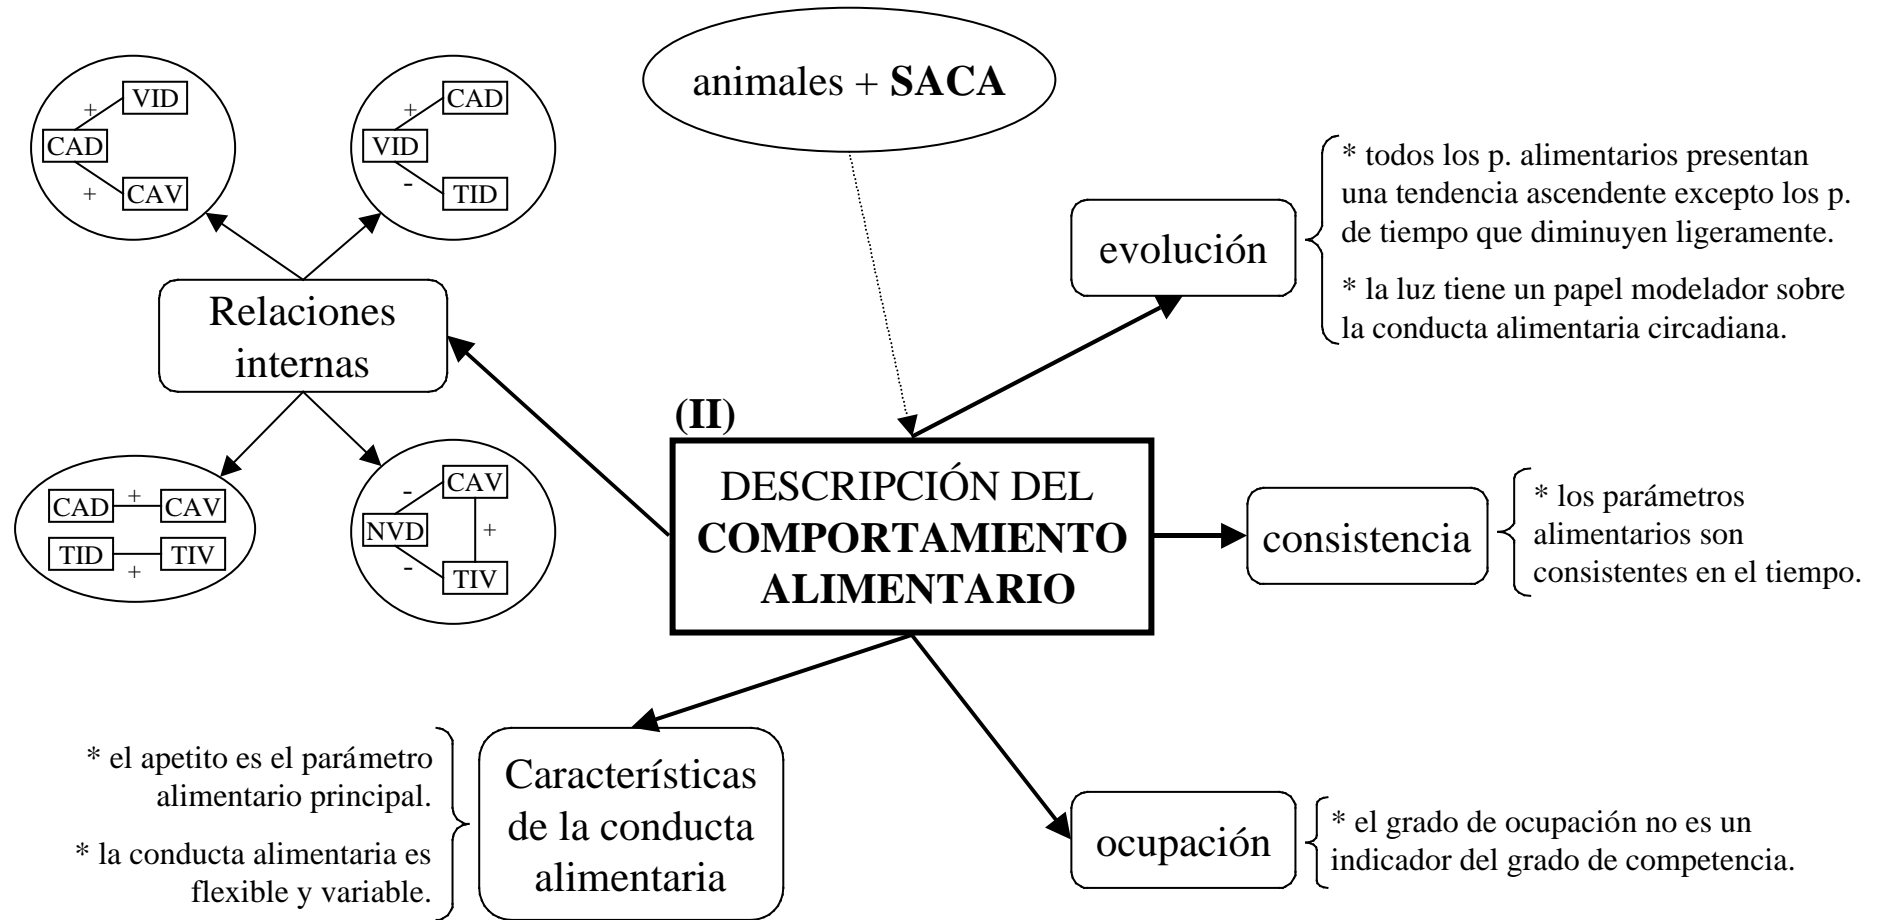 animales + SACA
+
VID
CAD
+
CAV
+
CAD
VID
-
TID
Relaciones
internas
CAD
+
CAV
TID
+
TIV
-
CAV
NVD
+
-
TIV
(II)
DESCRIPCIÓN DEL
COMPORTAMIENTO
ALIMENTARIO
evolución
* todos los p. alimentarios presentan
una tendencia ascendente excepto los p.
de tiempo que diminuyen ligeramente.
* la luz tiene un papel modelador sobre
la conducta alimentaria circadiana.
consistencia
* los parámetros
alimentarios son
consistentes en el tiempo.
* el apetito es el parámetro
alimentario principal.
* la conducta alimentaria es
flexible y variable.
Características
de la conducta
alimentaria
ocupación
* el grado de ocupación no es un
indicador del grado de competencia.